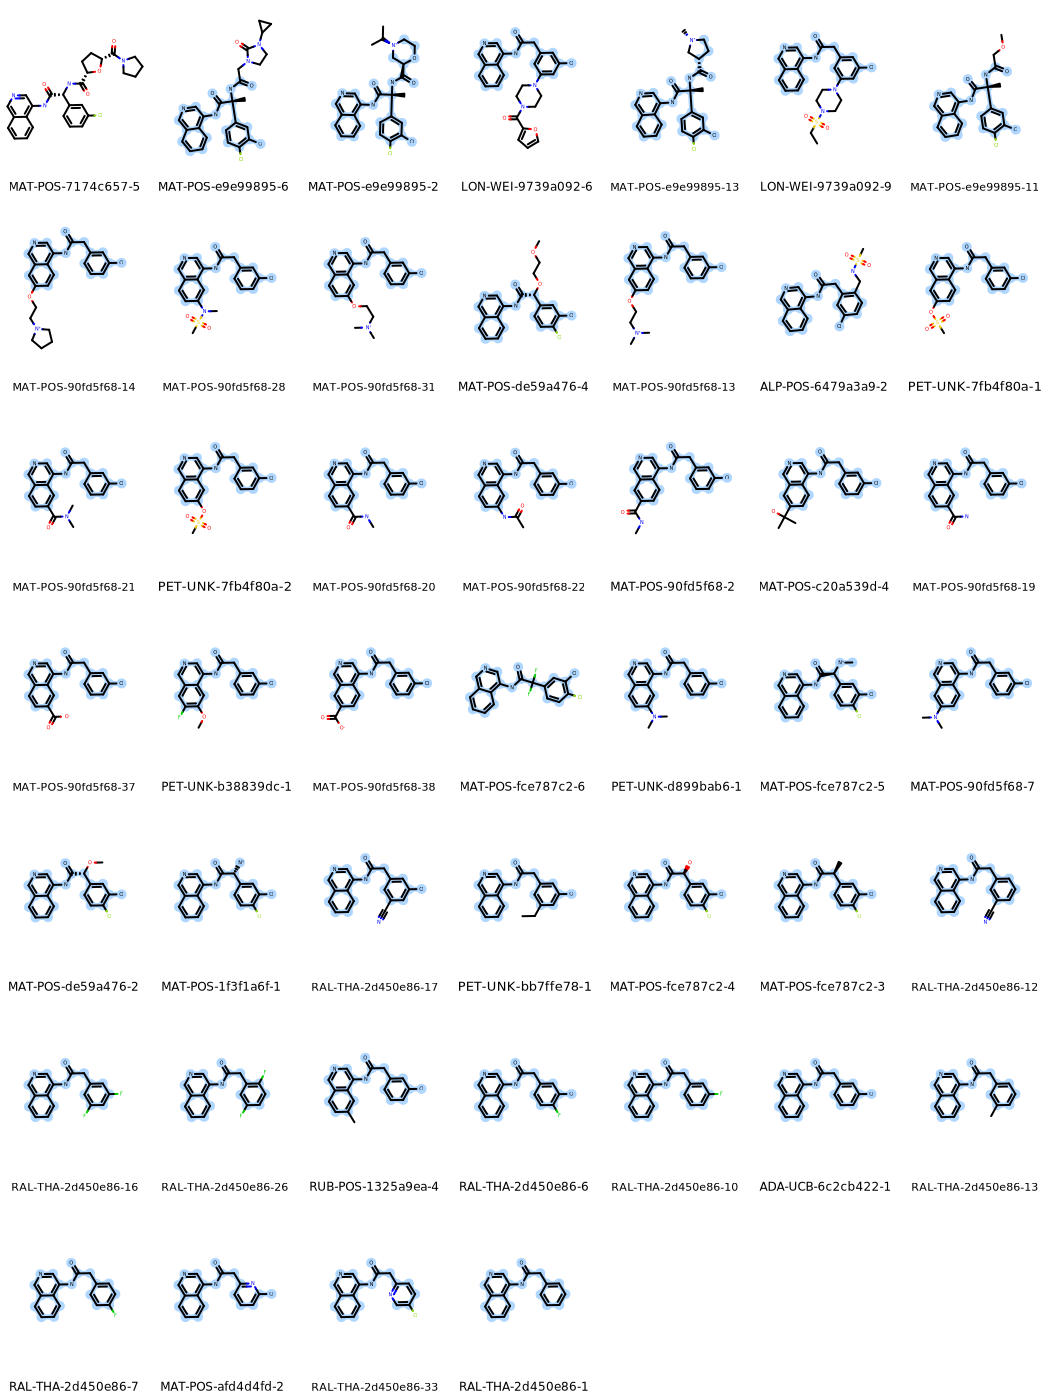 MAT-POS-7174c657-5 MAT-POS-e9e99895-6 MAT-POS-e9e99895-2 LON-WEI-9739a092-6 MAT-POS-e9e99895-13 LON-WEI-9739a092-9 MAT-POS-e9e99895-11
MAT-POS-90fd5f68-14 MAT-POS-90fd5f68-28 MAT-POS-90fd5f68-31 MAT-POS-de59a476-4 MAT-POS-90fd5f68-13 ALP-POS-6479a3a9-2 PET-UNK-7fb4f80a-1
MAT-POS-90fd5f68-21 PET-UNK-7fb4f80a-2 MAT-POS-90fd5f68-20 MAT-POS-90fd5f68-22 MAT-POS-90fd5f68-2 MAT-POS-c20a539d-4 MAT-POS-90fd5f68-19
MAT-POS-90fd5f68-37 PET-UNK-b38839dc-1 MAT-POS-90fd5f68-38 MAT-POS-fce787c2-6 PET-UNK-d899bab6-1 MAT-POS-fce787c2-5 MAT-POS-90fd5f68-7
MAT-POS-de59a476-2 MAT-POS-1f3f1a6f-1 RAL-THA-2d450e86-17 PET-UNK-bb7ffe78-1 MAT-POS-fce787c2-4 MAT-POS-fce787c2-3 RAL-THA-2d450e86-12
RAL-THA-2d450e86-16 RAL-THA-2d450e86-26 RUB-POS-1325a9ea-4 RAL-THA-2d450e86-6 RAL-THA-2d450e86-10 ADA-UCB-6c2cb422-1 RAL-THA-2d450e86-13
RAL-THA-2d450e86-7 MAT-POS-afd4d4fd-2 RAL-THA-2d450e86-33 RAL-THA-2d450e86-1